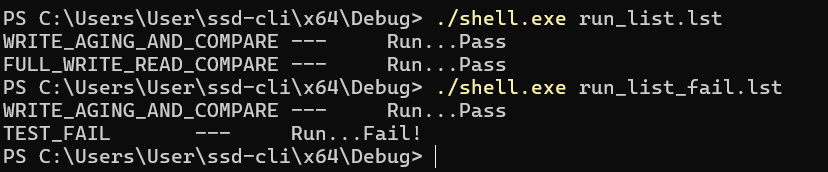 PS C:\Users\User\ssd-cli\x64\Debug> ./shell.exe run_list.lst
WRITE_AGING_AND_COMPARE ---     Run...Pass
FULL_WRITE_READ_COMPARE ---     Run...Pass
PS C:\Users\User\ssd-cli\x64\Debug> ./shell.exe run_list_fail.lst
WRITE_AGING_AND_COMPARE ---     Run...Pass
TEST_FAIL       ---     Run...Fail!
PS C:\Users\User\ssd-cli\x64\Debug>